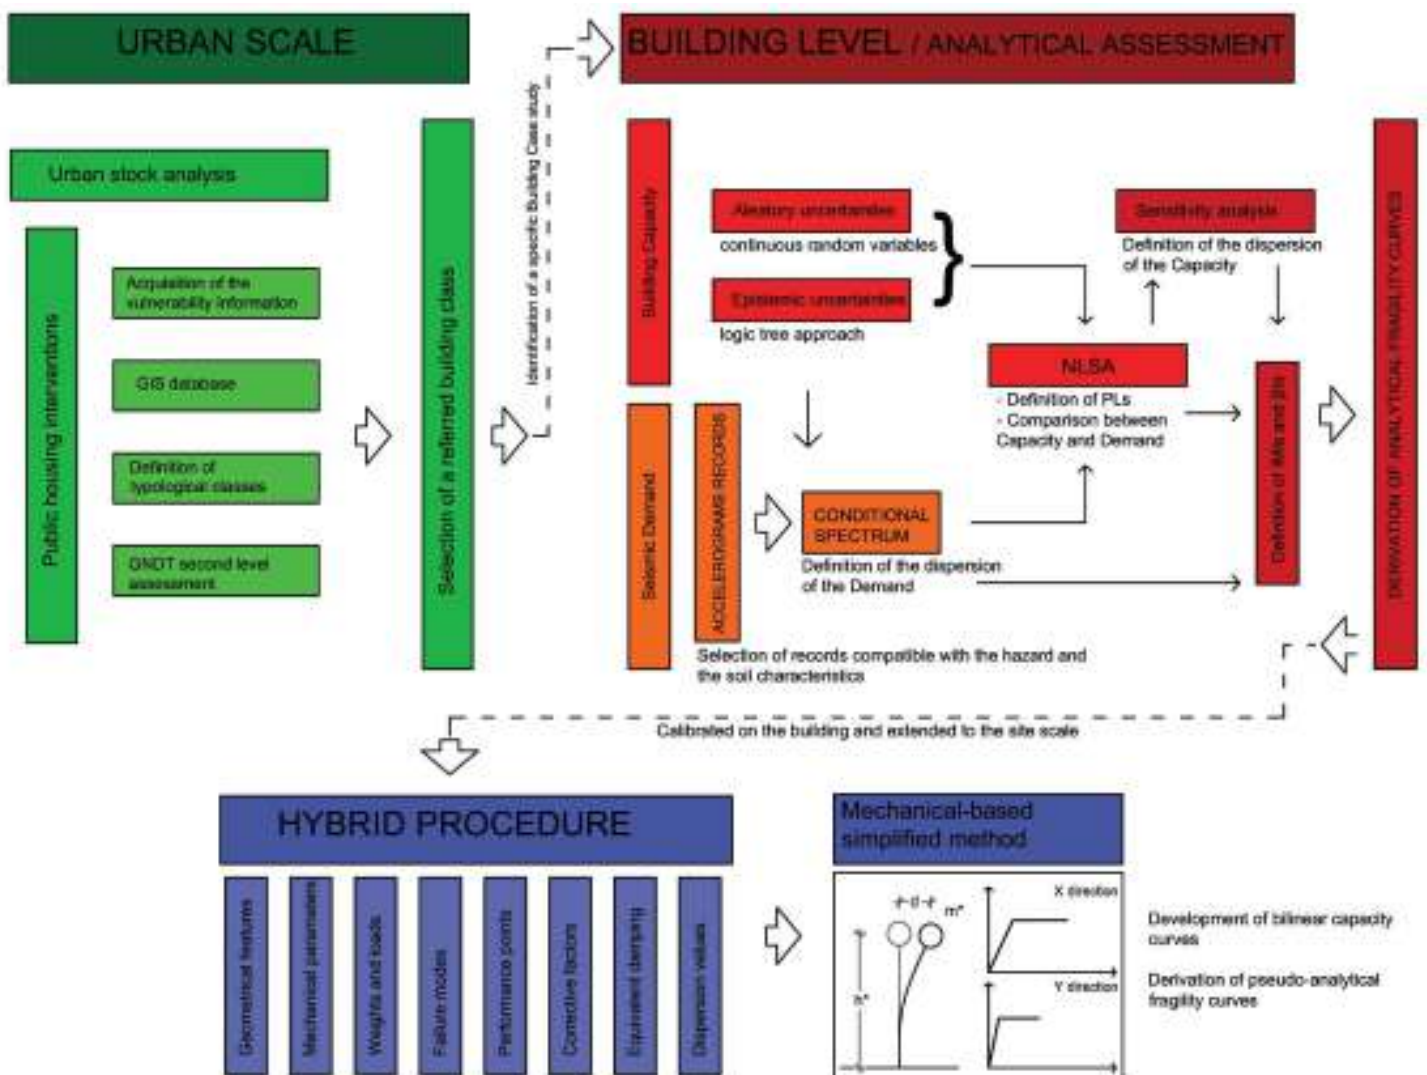 URBAN SCALE
BUILDING LEVEL / ANALYTICAL ASSESSMENT
Urban stock analysis
Public housing interventions
Acquisition of the
vulnerability information
GIS database
Definition of
typological classes
GNDT second level
assessment
Selection of a referred building class
Identification of a specific Building Case study
Building Capacity
Aleatory uncertainties
continuous random variables
Epistemic uncertainties
logic tree approach
Sensitivity analysis
Definition of the dispersion
of the Capacity
NLSA
- Definition of PLs
- Comparison between
Capacity and Demand
Seismic Demand
ACCELEROGRAMS RECORDS
CONDITIONAL
SPECTRUM
Definition of the dispersion
of the Demand
Selection of records compatible with the hazard and
the soil characteristics
Definition of IMs and
DERIVATION OF ANALYTICAL FRAGILITY CURVES
Calibrated on the building and extended to the site scale
HYBRID PROCEDURE
Geometrical features
Mechanical parameters
Weights and loads
Failure modes
Performance points
Corrective factors
Equivalent damping
Dispersion values
Mechanical-based
simplified method
d
m*
h*
X direction
Y direction
Development of bilinear capacity
curves
Derivation of pseudo-analytical
fragility curves